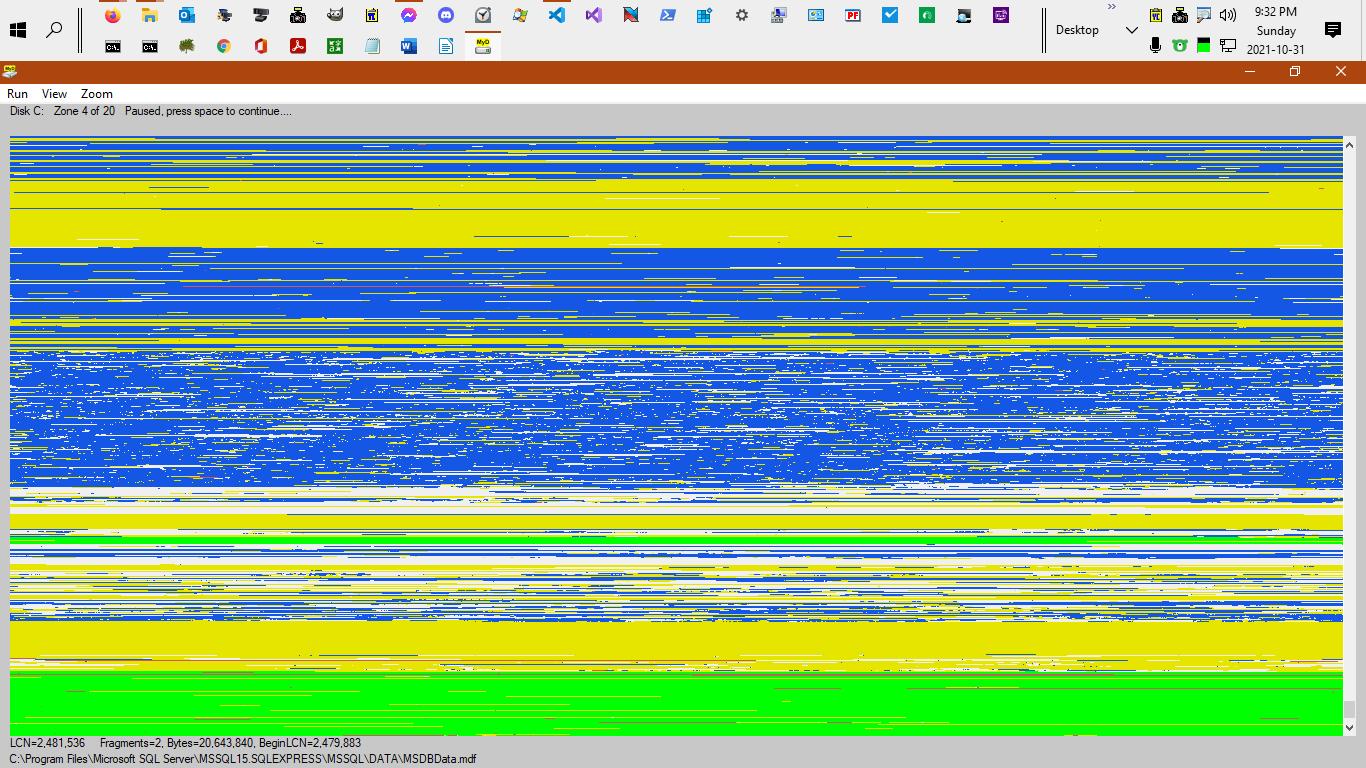 9:32 PM
Desktop
Sunday
2021-10-31
Run View Zoom
Disk C: Zone 4 of 20 Paused, press space to continue....
LCN=2,481,536 Fragments=2, Bytes=20,643,840, BeginLCN=2,479,883
C:\Program Files\Microsoft SQL Server\MSSQL15.SQLEXPRESS\MSSQL\DATA\MSDBData.mdf